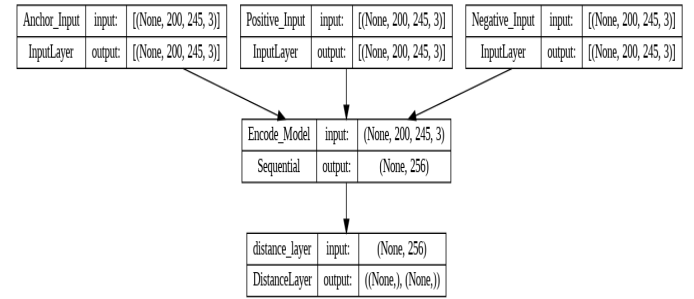 Anchor_Input input: [(None, 200, 245, 3)]
InputLayer output: [(None, 200, 245, 3)]
Positive_Input input: [(None, 200, 245, 3)]
InputLayer output: [(None, 200, 245, 3)]
Negative_Input input: [(None, 200, 245, 3)]
InputLayer output: [(None, 200, 245, 3)]
Encode_Model input: (None, 200, 245, 3)
Sequential output: (None, 256)
distance_layer input: (None, 256)
DistanceLayer output: ((None,), (None,))